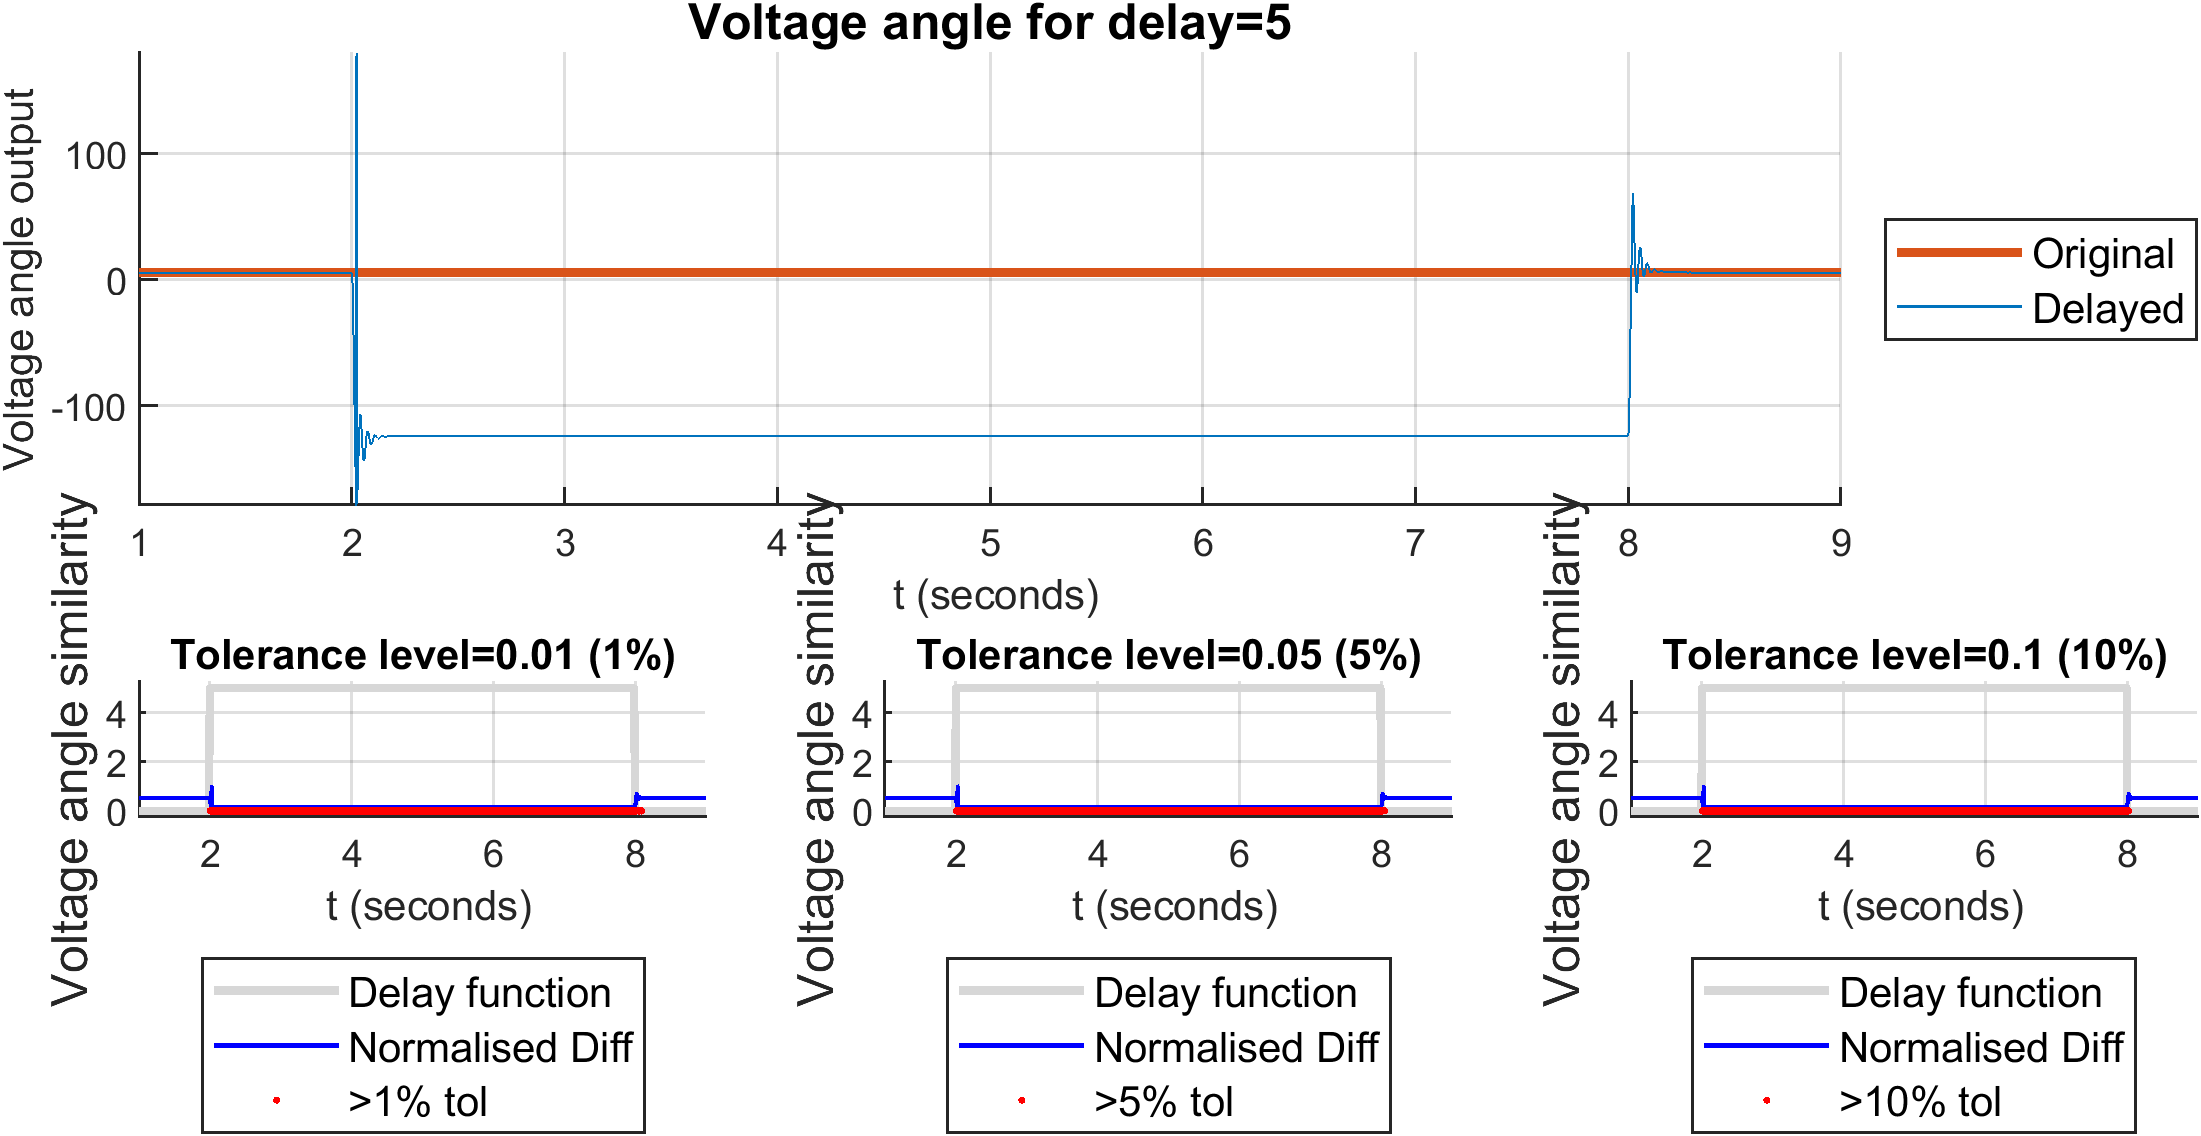 Voltage angle for delay=5
Voltage angle output
100
0
-100
1 2 3 4 5 6 7 8 9
t (seconds)
Original
Delayed
Tolerance level=0.01 (1%)
Voltage angle similarity
4
2
0
2 4 6 8
t (seconds)
Delay function
Normalised Diff
>1% tol
Tolerance level=0.05 (5%)
Voltage angle similarity
4
2
0
2 4 6 8
t (seconds)
Delay function
Normalised Diff
>5% tol
Tolerance level=0.1 (10%)
Voltage angle similarity
4
2
0
2 4 6 8
t (seconds)
Delay function
Normalised Diff
>10% tol